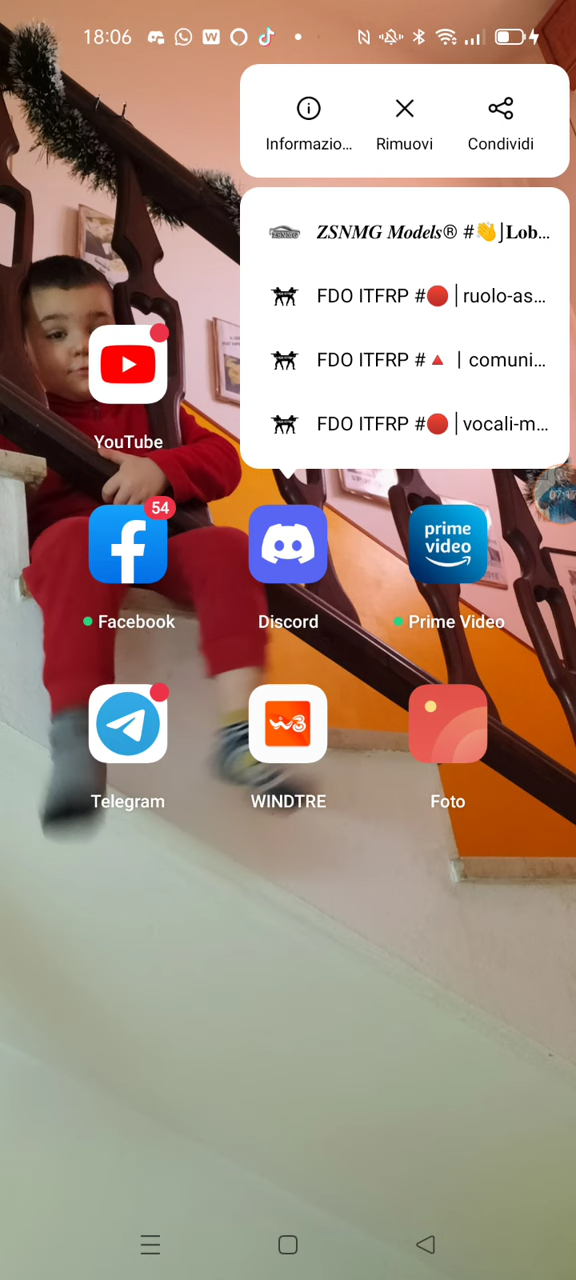 18:06
Informazio...
Rimuovi
Condividi
ZSNMG Models® #👋⌋Lob...
FDO ITFRP #🔴│ruolo-as...
FDO ITFRP #🔺│comuni...
FDO ITFRP #🔴│vocali-m...
YouTube
54
prime
video
Facebook
Discord
Prime Video
Telegram
WINDTRE
Foto